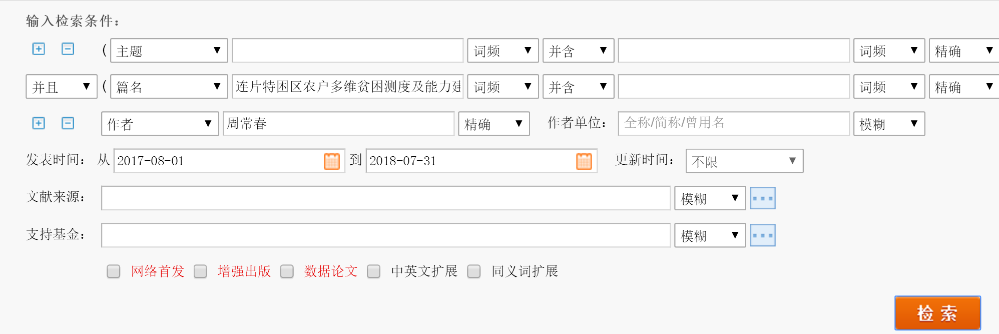 输入检索条件：
( 主题 词频 并含 词频 精确
并且 ( 篇名 连片特困区农户多维贫困测度及能力建 词频 并含 词频 精确
作者 周常春 精确 作者单位： 全称/简称/曾用名 模糊
发表时间： 从 2017-08-01 到 2018-07-31 更新时间： 不限
文献来源： 模糊
支持基金： 模糊
网络首发 增强出版 数据论文 中英文扩展 同义词扩展
检 索